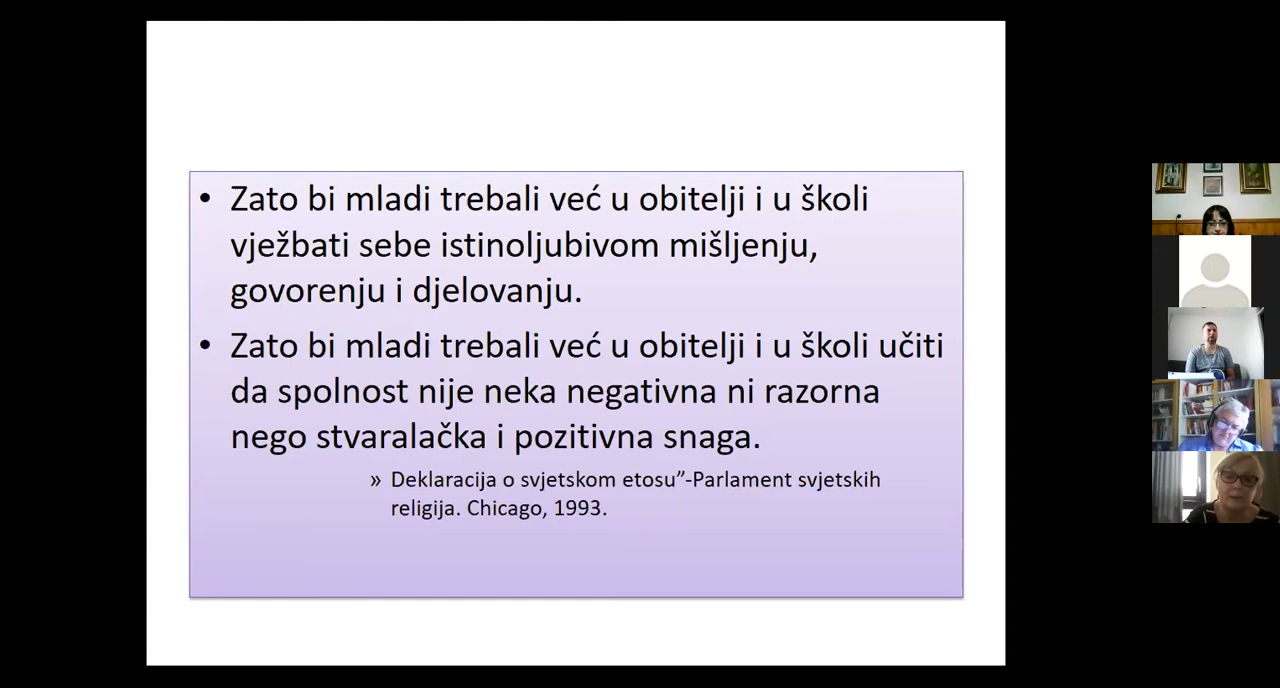 • Zato bi mladi trebali već u obitelji i u školi
vježbati sebe istinoljubivom mišljenju,
govorenju i djelovanju.
• Zato bi mladi trebali već u obitelji i u školi učiti
da spolnost nije neka negativna ni razorna
nego stvaralačka i pozitivna snaga.
» Deklaracija o svjetskom etosu”-Parlament svjetskih
religija. Chicago, 1993.